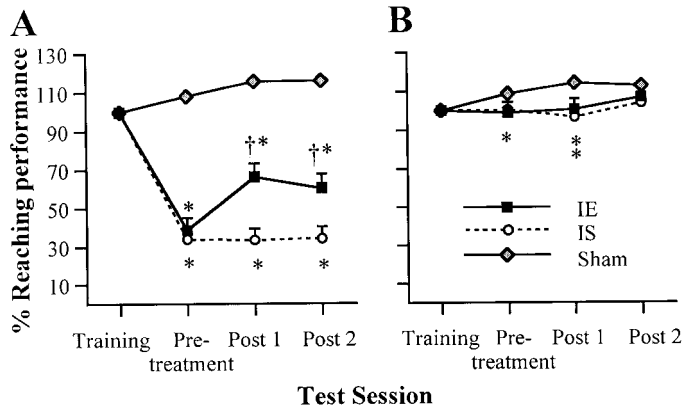 A
B
% Reaching performance
130
110
90
70
50
30
10
†*
†*
*
*
*
*
*
*
*
IE
IS
Sham
Training Pre-treatment Post 1 Post 2
Training Pre-treatment Post 1 Post 2
Test Session